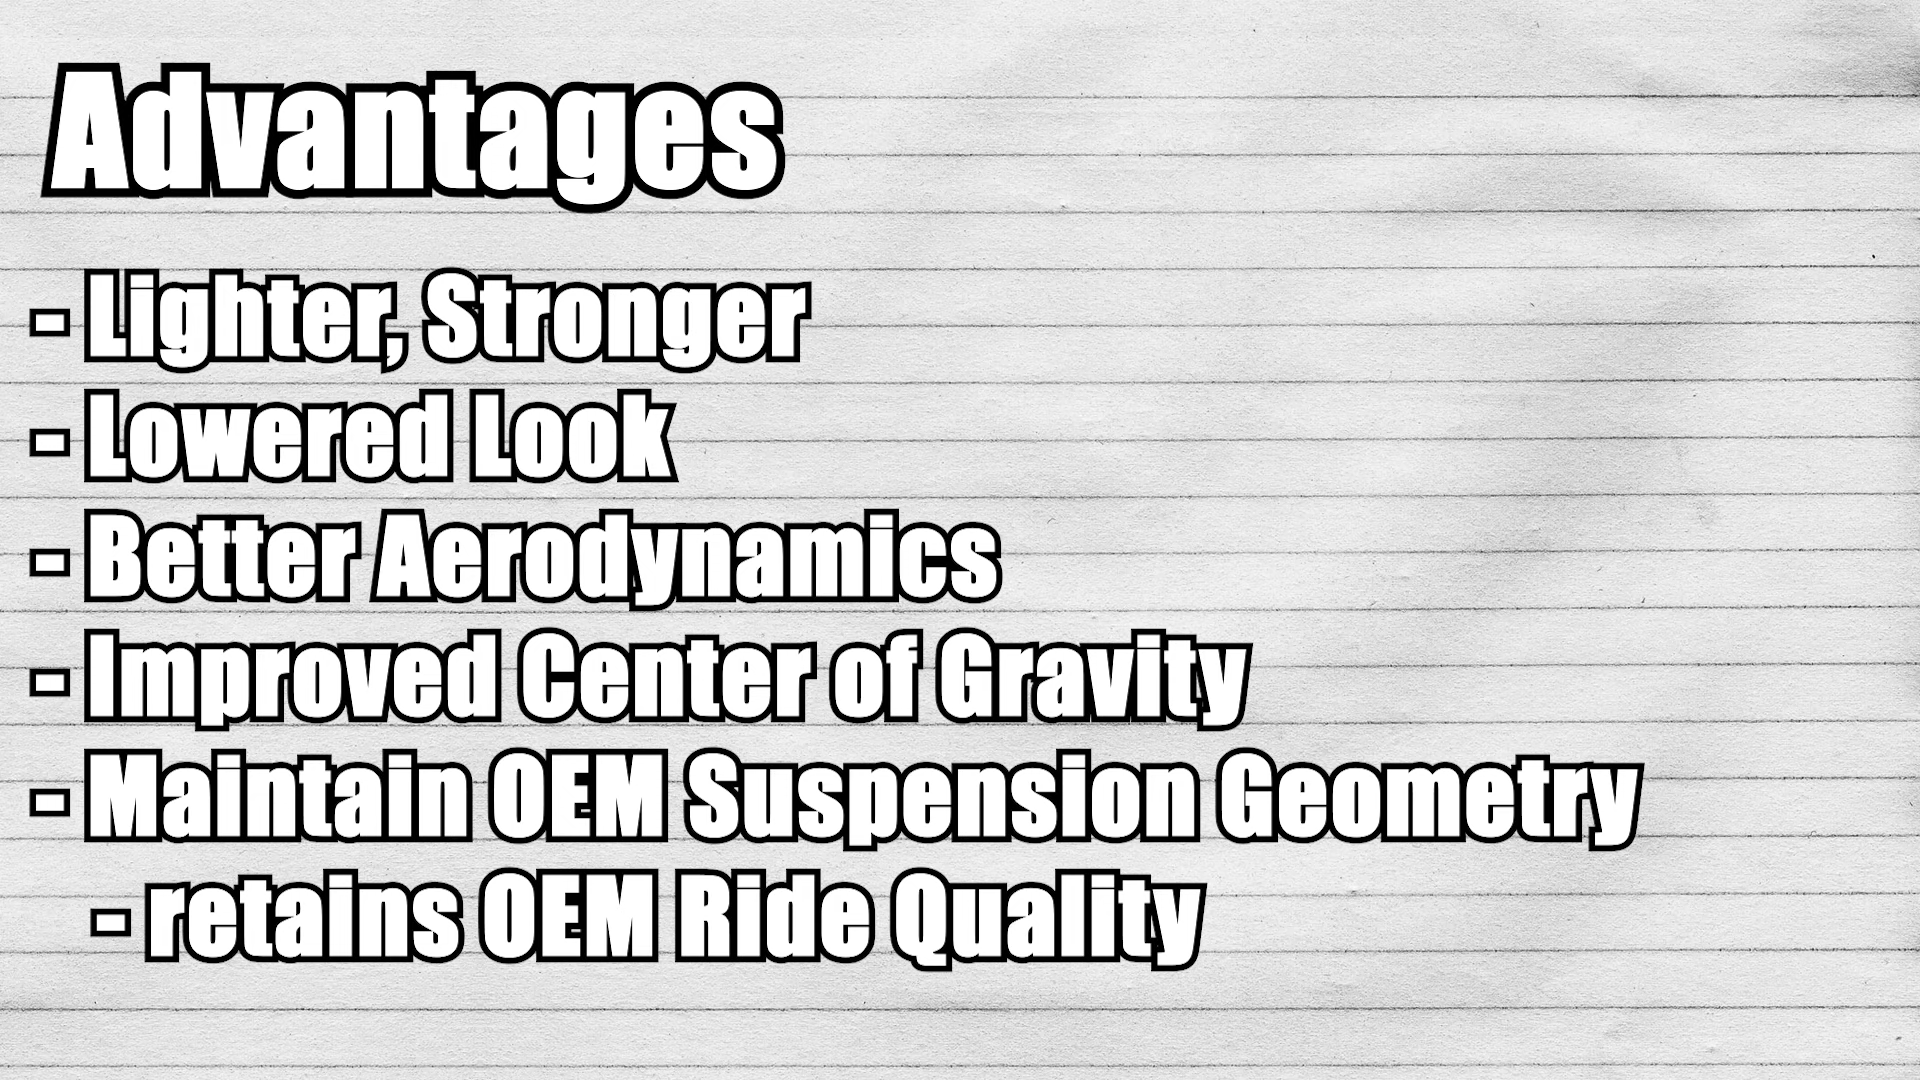 Advantages
- Lighter, Stronger
- Lowered Look
- Better Aerodynamics
- Improved Center of Gravity
- Maintain OEM Suspension Geometry
- retains OEM Ride Quality